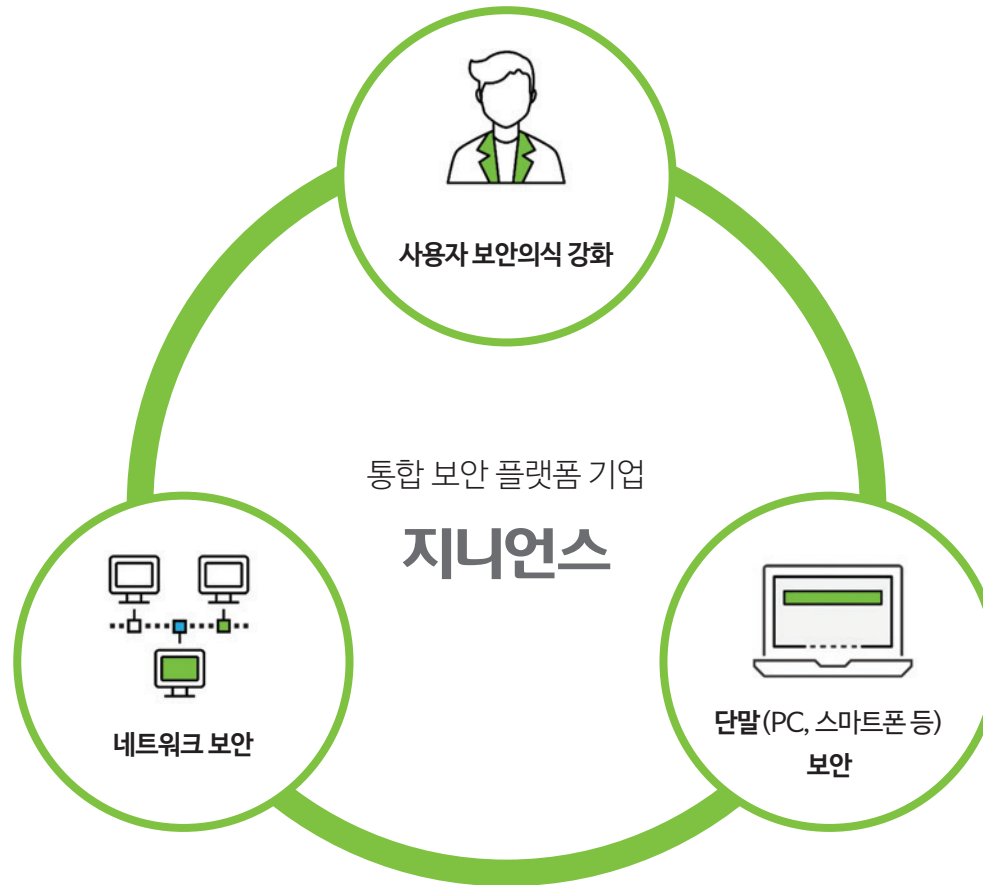 사용자 보안의식 강화
통합 보안 플랫폼 기업
지니언스
네트워크 보안
단말(PC, 스마트폰 등)
보안